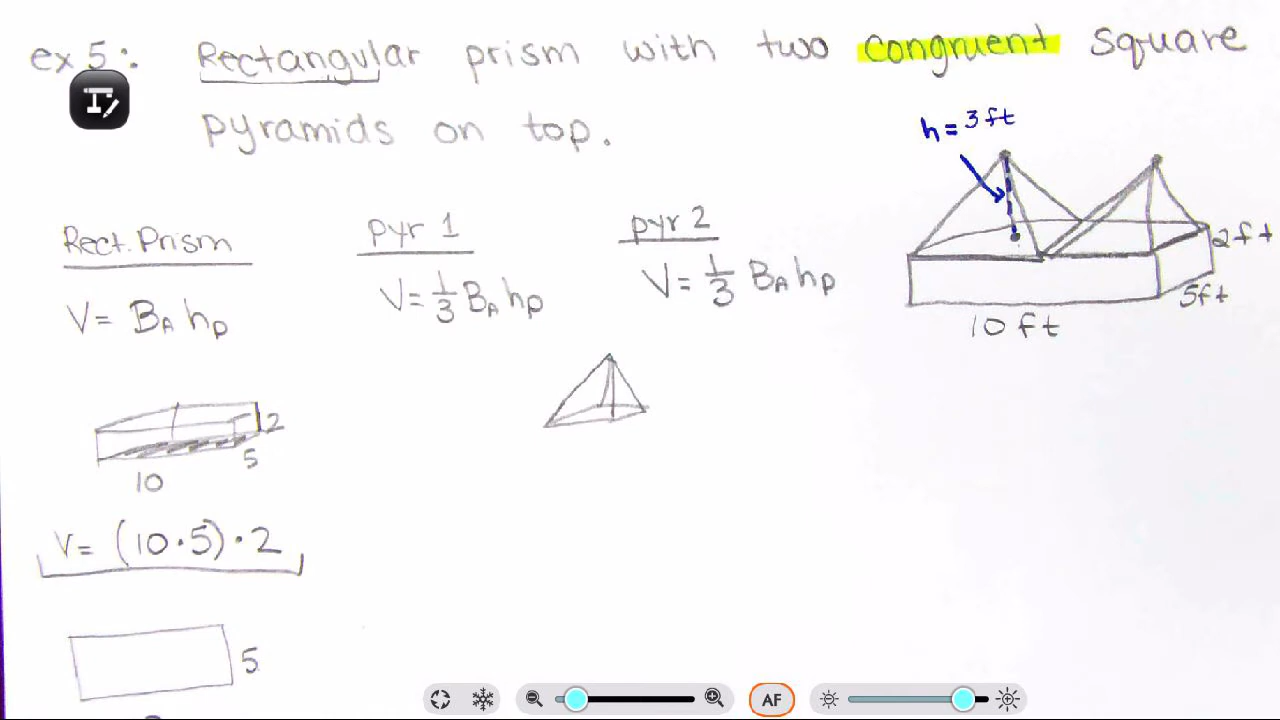 ex 5: Rectangular prism with two congruent square
pyramids on top.
h = 3 ft
2 ft
5 ft
10 ft
Rect. Prism
V = BA hp
pyr 1
V = 1/3 BA hp
pyr 2
V = 1/3 BA hp
2
5
10
V = (10·5)·2
5
AF